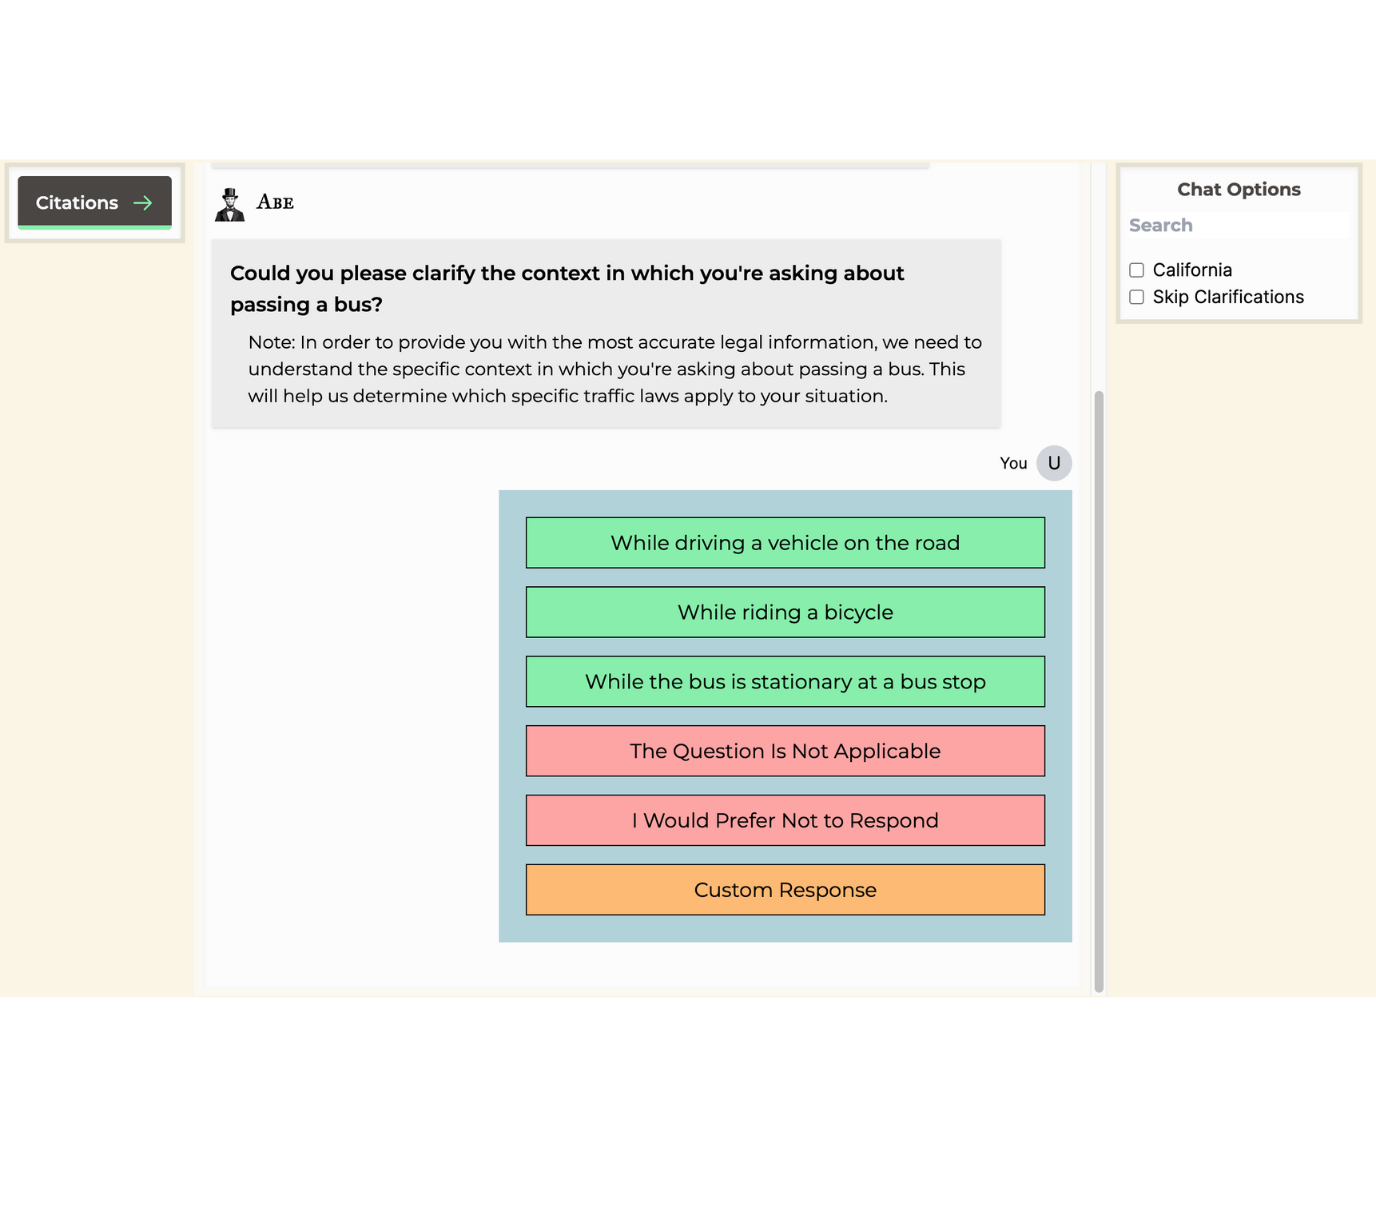 Citations →
ABE
Could you please clarify the context in which you're asking about
passing a bus?
Note: In order to provide you with the most accurate legal information, we need to
understand the specific context in which you're asking about passing a bus. This
will help us determine which specific traffic laws apply to your situation.
You U
While driving a vehicle on the road
While riding a bicycle
While the bus is stationary at a bus stop
The Question Is Not Applicable
I Would Prefer Not to Respond
Custom Response
Chat Options
Search
California
Skip Clarifications